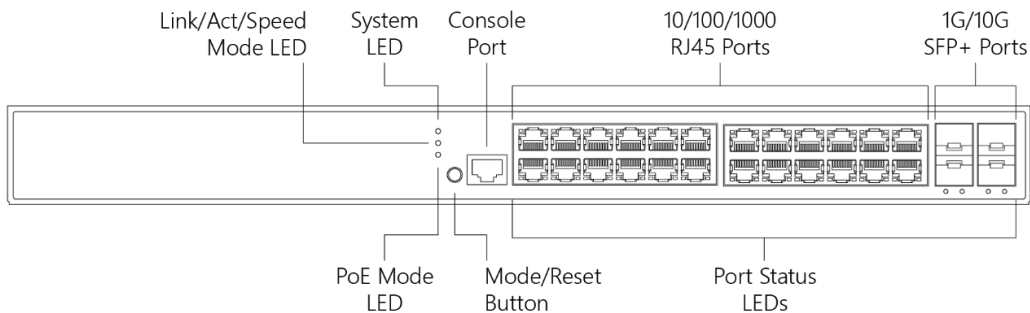 Link/Act/Speed
Mode LED
System
LED
Console
Port
10/100/1000
RJ45 Ports
1G/10G
SFP+ Ports
PoE Mode
LED
Mode/Reset
Button
Port Status
LEDs